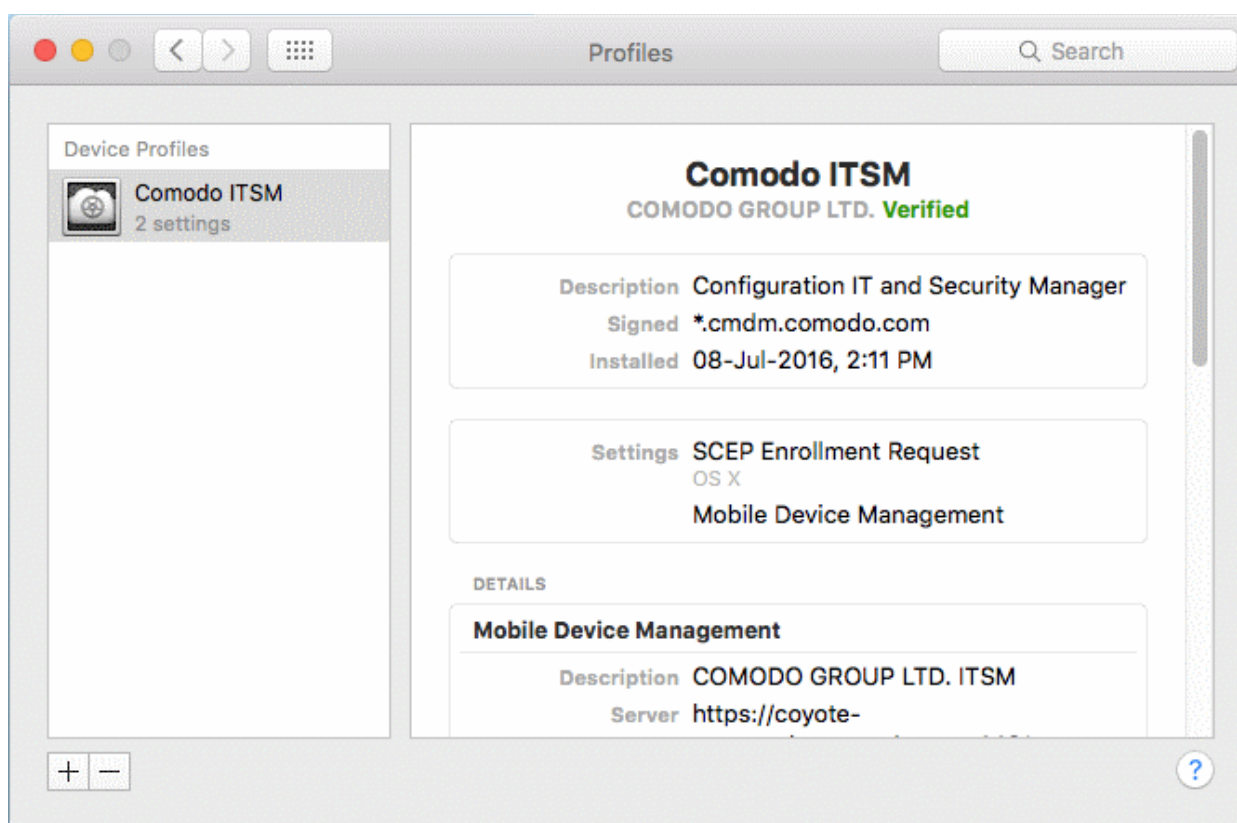 Profiles
Search
Device Profiles
Comodo ITSM
2 settings
Comodo ITSM
COMODO GROUP LTD. Verified
Description Configuration IT and Security Manager
Signed *.cmdm.comodo.com
Installed 08-Jul-2016, 2:11 PM
Settings SCEP Enrollment Request
OS X
Mobile Device Management
DETAILS
Mobile Device Management
Description COMODO GROUP LTD. ITSM
Server https://coyote-
+ −
?